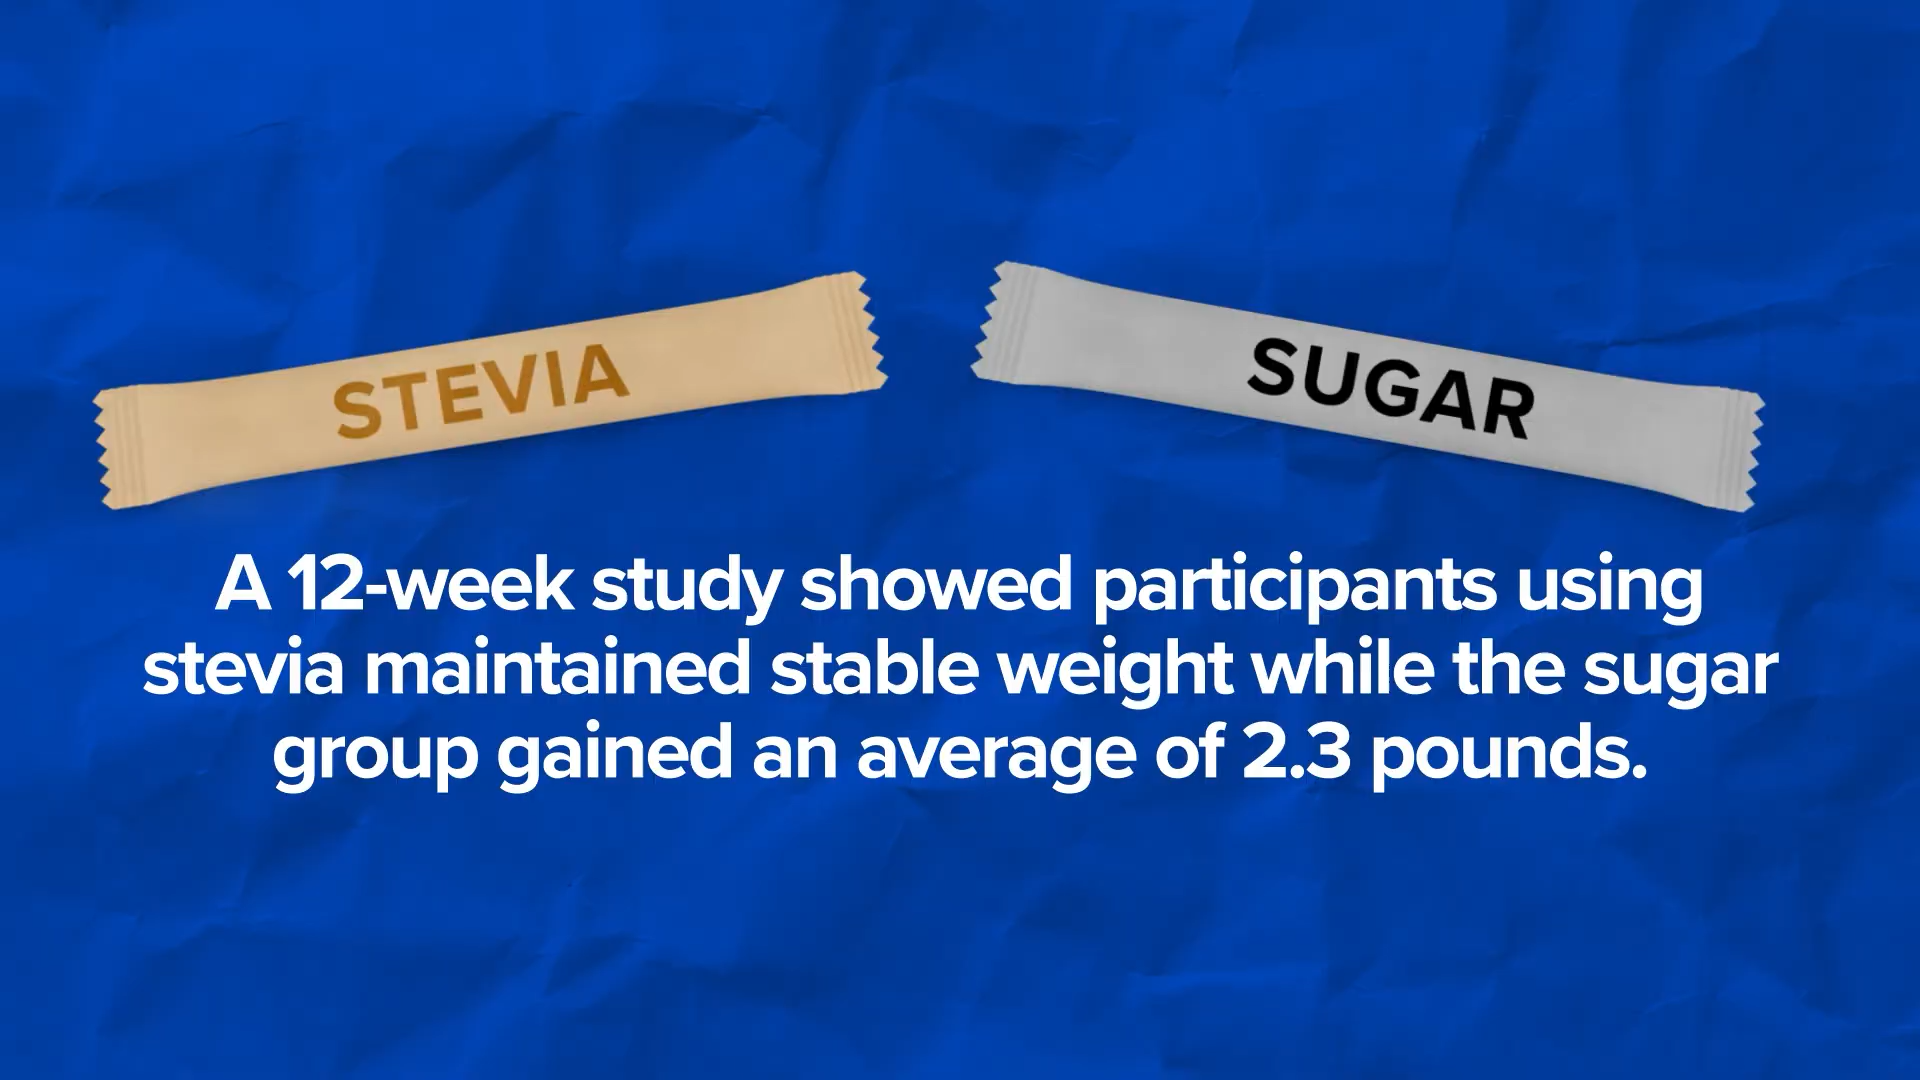 STEVIA
SUGAR
A 12-week study showed participants using
stevia maintained stable weight while the sugar
group gained an average of 2.3 pounds.